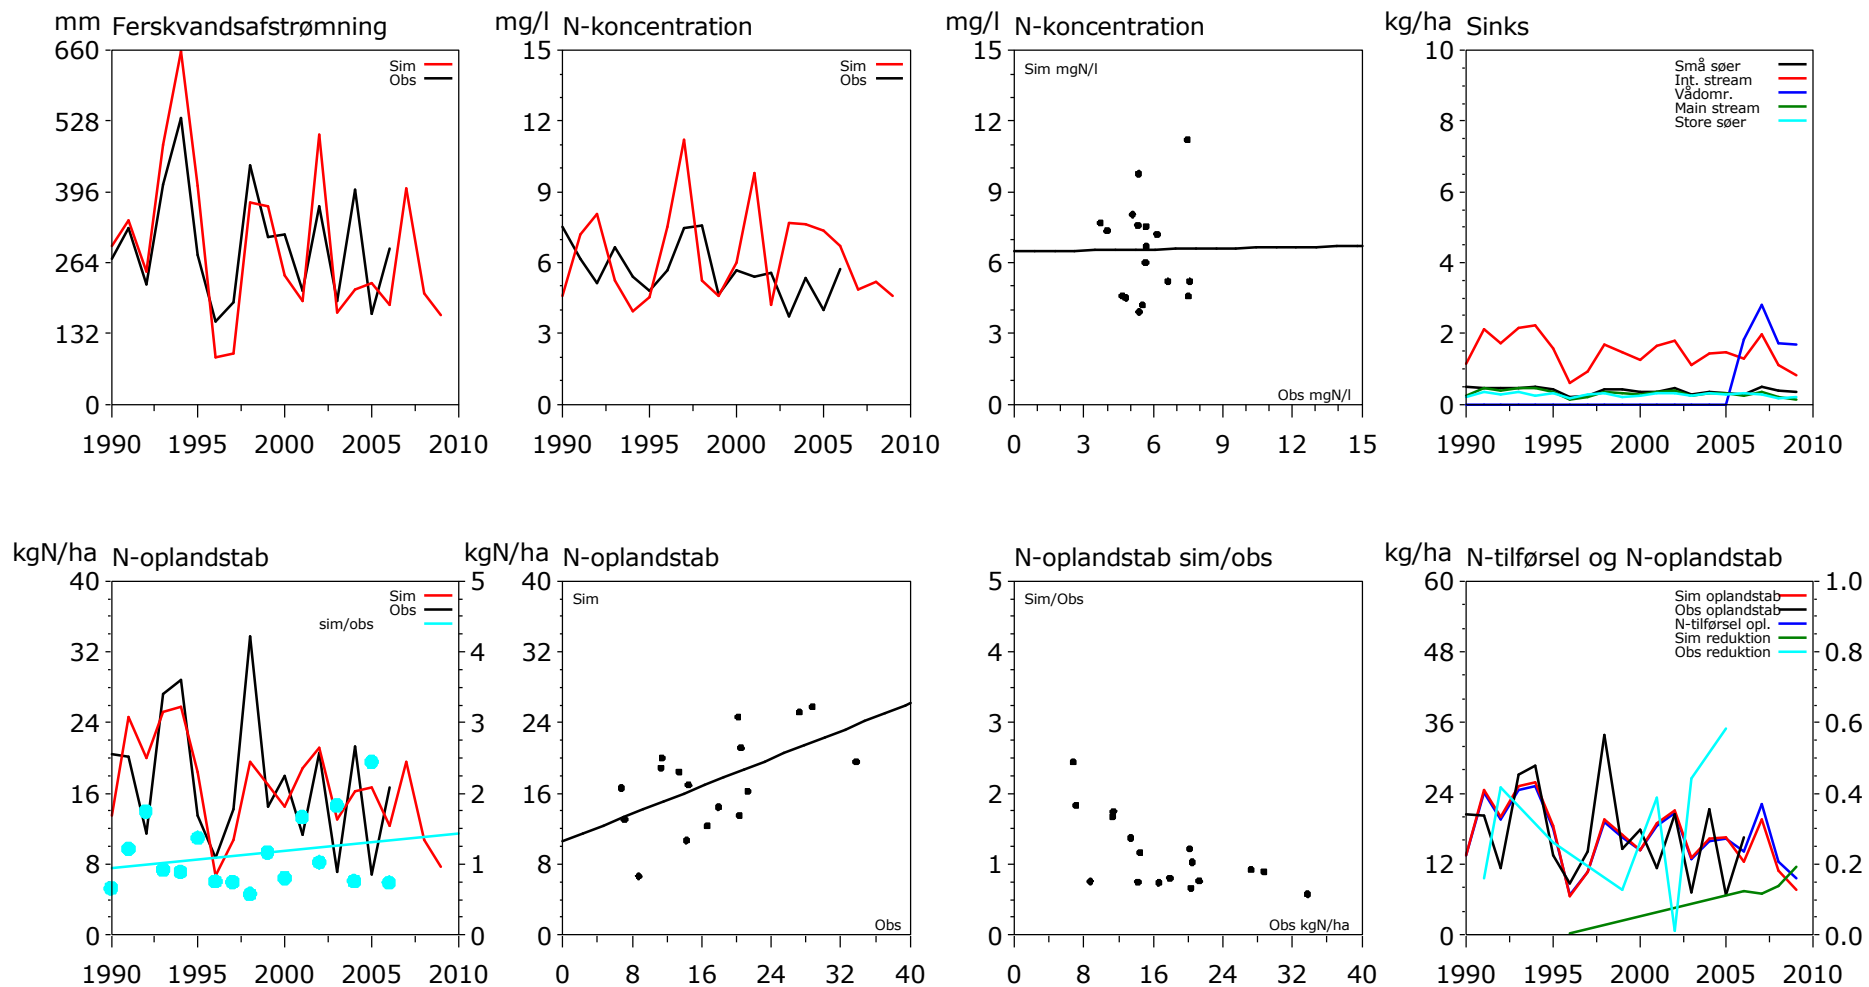 mm Ferskvandsafstrømning
660
528
396
264
132
0
1990 1995 2000 2005 2010
Sim
Obs
mg/l N-koncentration
15
12
9
6
3
0
1990 1995 2000 2005 2010
Sim
Obs
mg/l N-koncentration
15
12
9
6
3
0
Sim mgN/l
Obs mgN/l
0 3 6 9 12 15
kg/ha Sinks
10
8
6
4
2
0
1990 1995 2000 2005 2010
Små søer
Int. stream
Vådomr.
Main stream
Store søer
kgN/ha N-oplandstab
40
32
24
16
8
0
5
4
3
2
1
0
1990 1995 2000 2005 2010
Sim
Obs
sim/obs
kgN/ha N-oplandstab
40
32
24
16
8
0
Sim
Obs
0 8 16 24 32 40
N-oplandstab sim/obs
5
4
3
2
1
0
Sim/Obs
Obs kgN/ha
0 8 16 24 32 40
kg/ha N-tilførsel og N-oplandstab
60
48
36
24
12
0
1.0
0.8
0.6
0.4
0.2
0.0
1990 1995 2000 2005 2010
Sim oplandstab
Obs oplandstab
N-tilførsel opl.
Sim reduktion
Obs reduktion